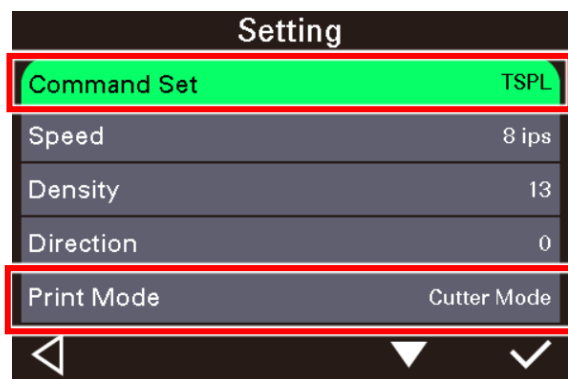 Setting
Command Set TSPL
Speed 8 ips
Density 13
Direction 0
Print Mode Cutter Mode